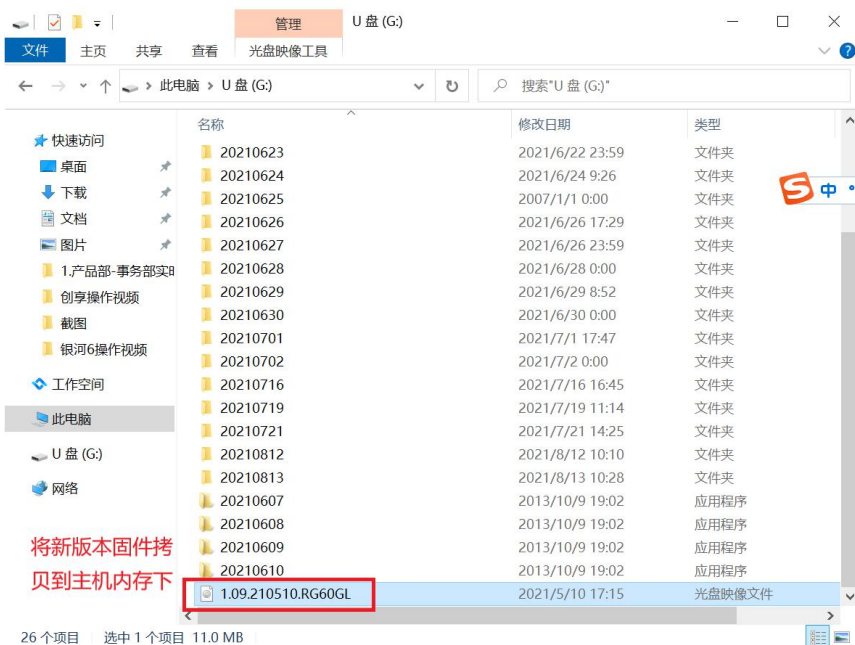 管理
U 盘 (G:)
文件
主页
共享
查看
光盘映像工具
此电脑
U 盘 (G:)
搜索"U 盘 (G:)"
名称
修改日期
类型
快速访问
桌面
下载
文档
图片
1.产品部-事务部实
创享操作视频
截图
银河6操作视频
工作空间
此电脑
U 盘 (G:)
网络
20210623 2021/6/22 23:59 文件夹
20210624 2021/6/24 9:26 文件夹
20210625 2007/1/1 0:00 文件夹
20210626 2021/6/26 17:29 文件夹
20210627 2021/6/26 23:59 文件夹
20210628 2021/6/28 0:00 文件夹
20210629 2021/6/29 8:52 文件夹
20210630 2021/6/30 0:00 文件夹
20210701 2021/7/1 17:47 文件夹
20210702 2021/7/2 0:00 文件夹
20210716 2021/7/16 16:45 文件夹
20210719 2021/7/19 11:14 文件夹
20210721 2021/7/21 14:25 文件夹
20210812 2021/8/12 10:10 文件夹
20210813 2021/8/13 10:28 文件夹
20210607 2013/10/9 19:02 应用程序
20210608 2013/10/9 19:02 应用程序
20210609 2013/10/9 19:02 应用程序
20210610 2013/10/9 19:02 应用程序
1.09.210510.RG60GL 2021/5/10 17:15 光盘映像文件
S 中
将新版本固件拷
贝到主机内存下
26 个项目
选中 1 个项目 11.0 MB